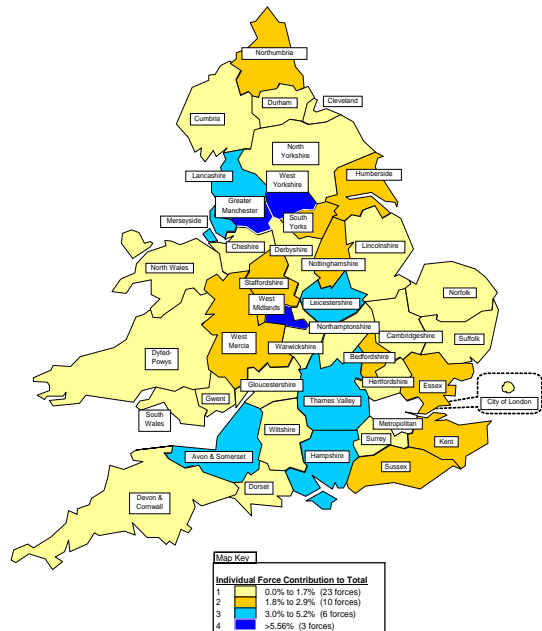 Northumbria
Durham
Cleveland
Cumbria
North
Yorkshire
Lancashire
West
Yorkshire
Humberside
Greater
Manchester
Merseyside
South
Yorks
Cheshire
Derbyshire
Lincolnshire
North Wales
Nottinghamshire
Staffordshire
Norfolk
West
Midlands
Leicestershire
Northamptonshire
West
Mercia
Warwickshire
Cambridgeshire
Suffolk
Dyfed-
Powys
Bedfordshire
Gwent
Gloucestershire
Hertfordshire
Essex
Thames Valley
City of London
South
Wales
Wiltshire
Metropolitan
Surrey
Kent
Avon & Somerset
Hampshire
Sussex
Devon &
Cornwall
Dorset
Map Key
Individual Force Contribution to Total
1 0.0% to 1.7% (23 forces)
2 1.8% to 2.9% (10 forces)
3 3.0% to 5.2% (6 forces)
4 >5.56% (3 forces)